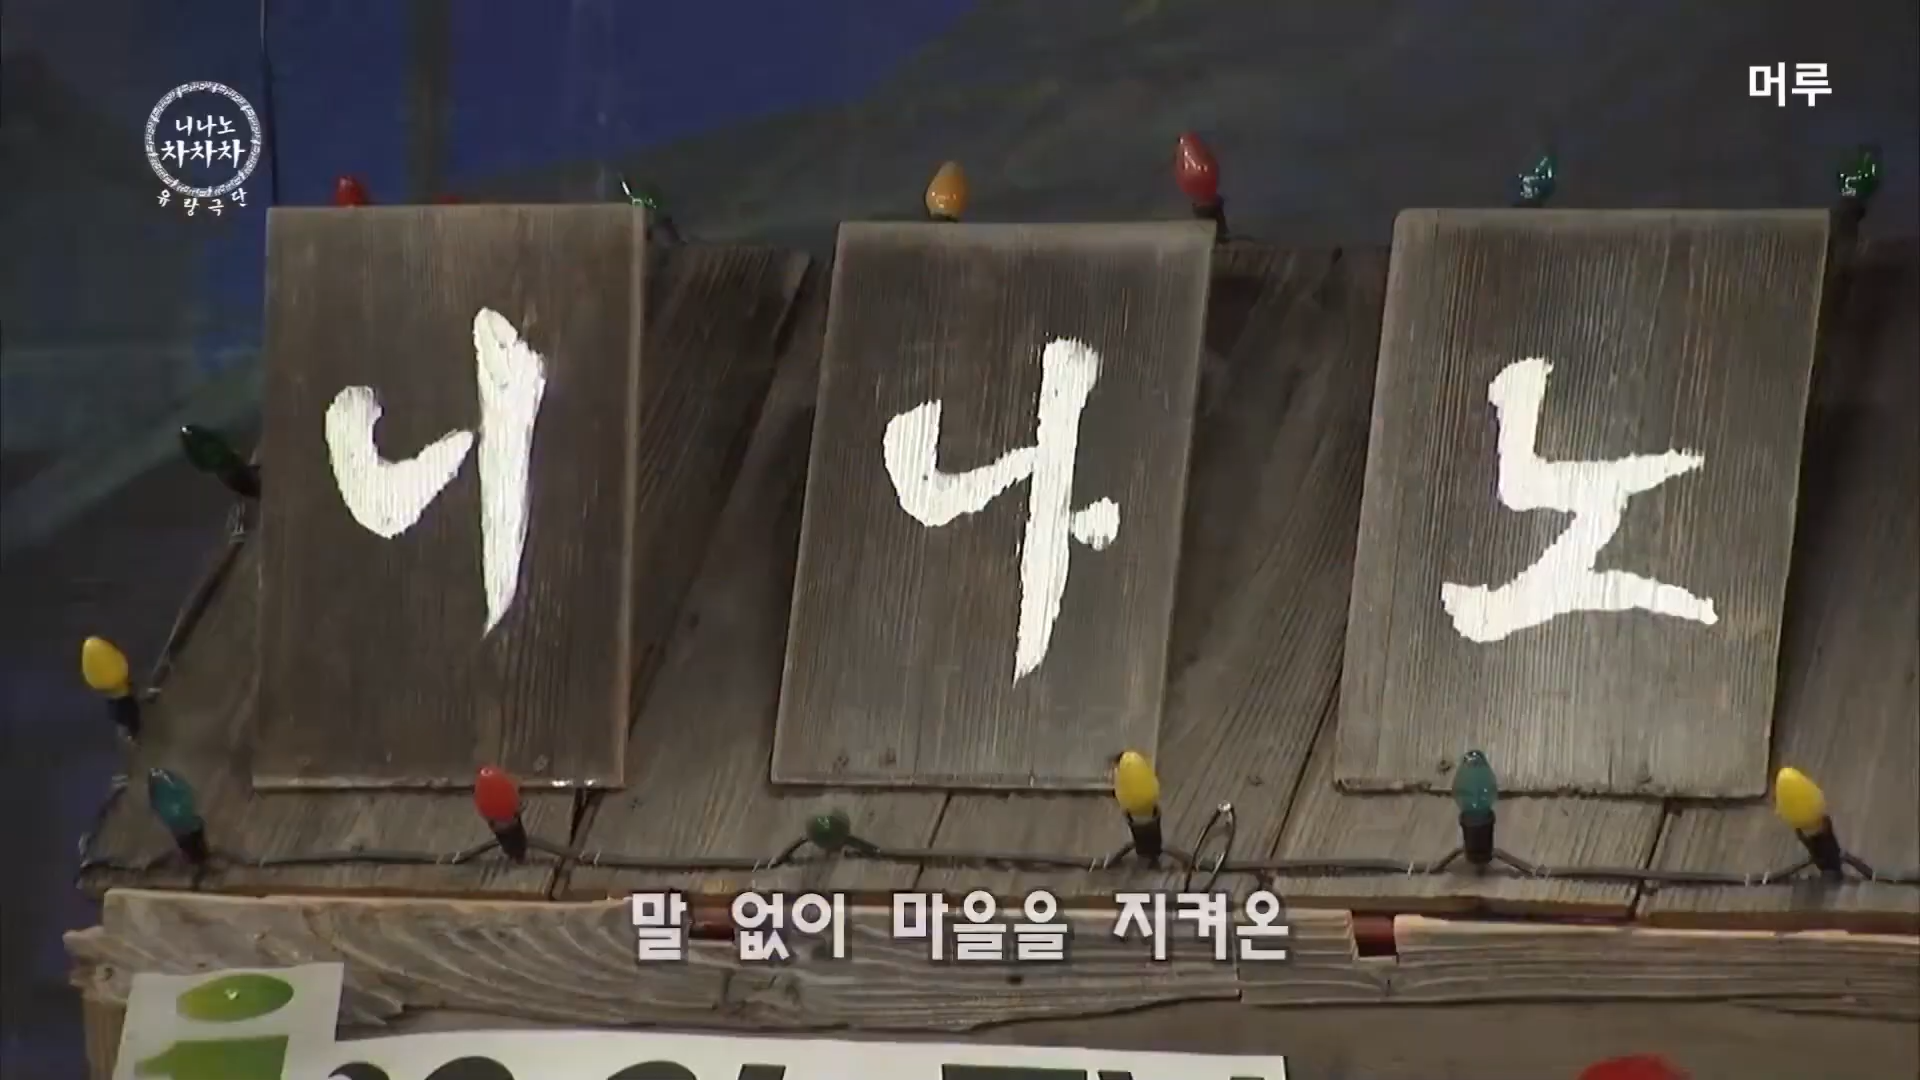 머루
니나노
차차차
유랑극단
니나노
말 없이 마을을 지켜온